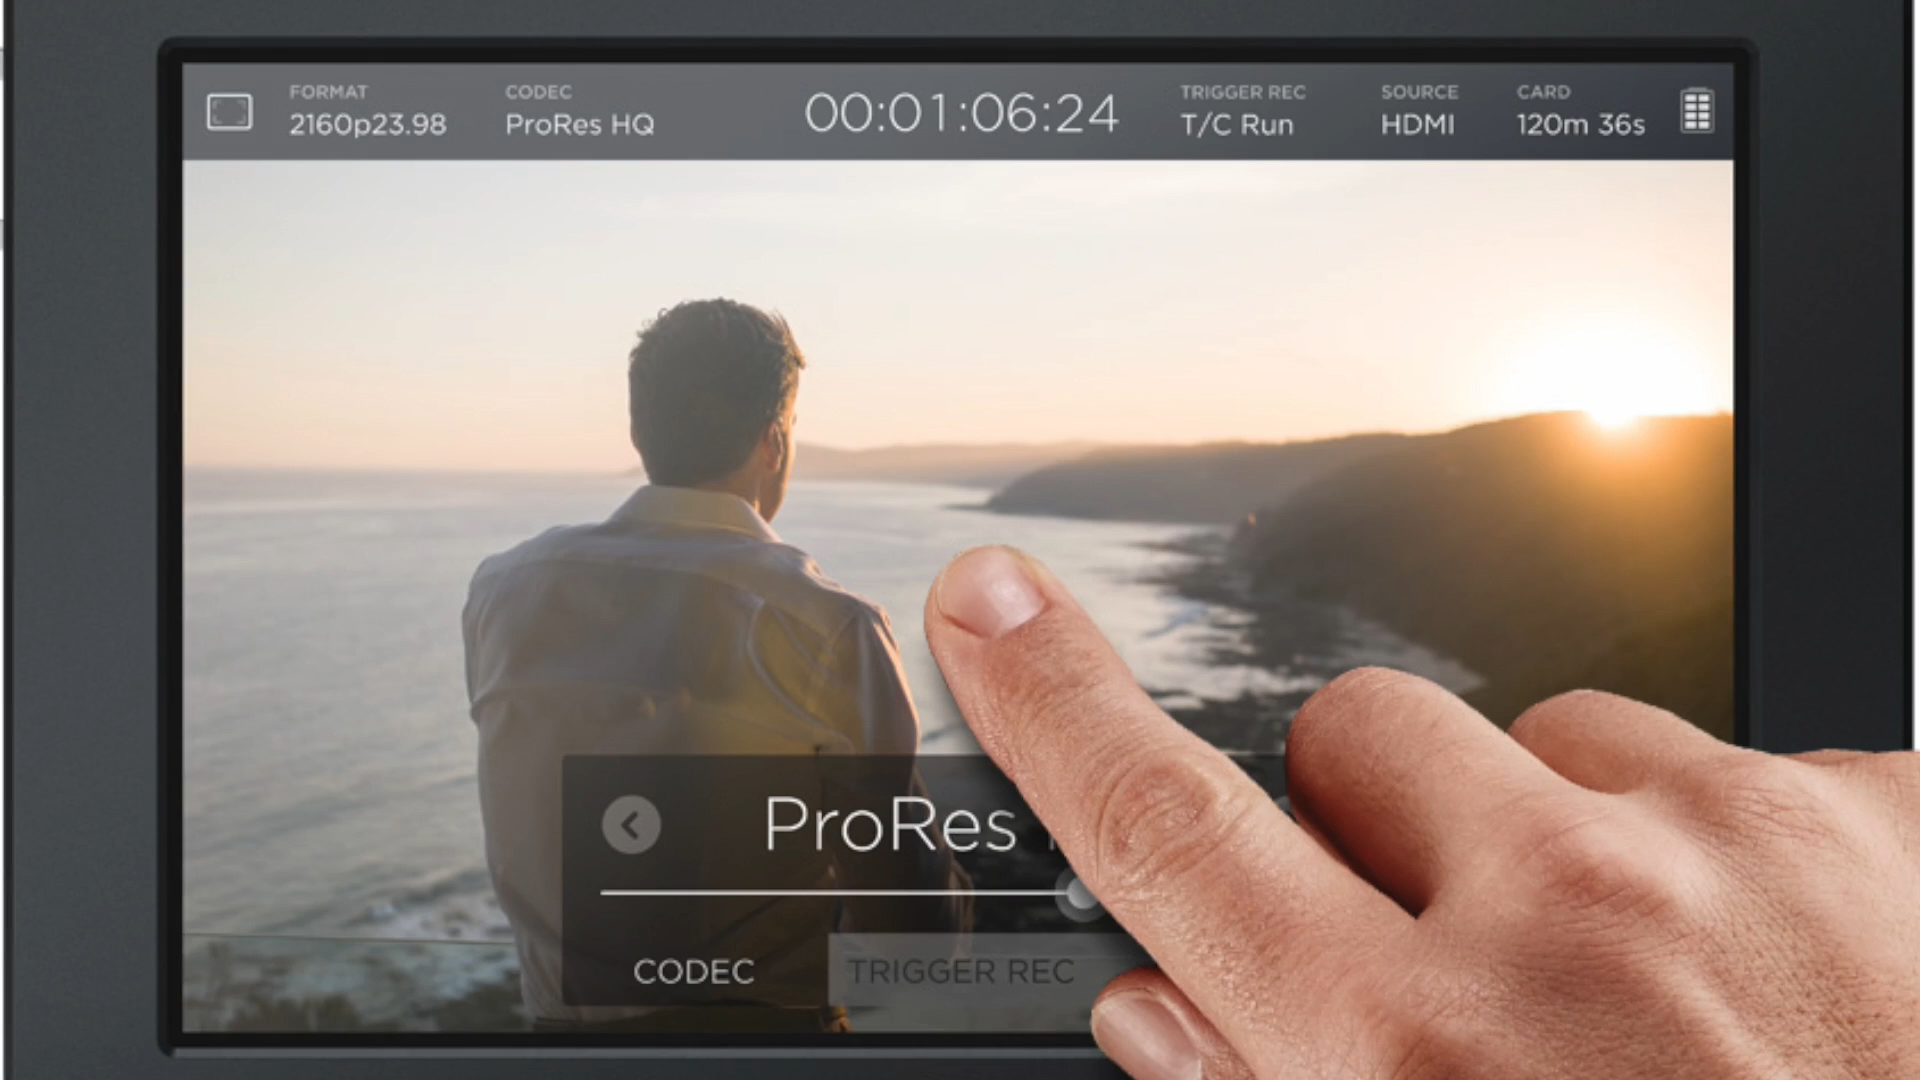 FORMAT
2160p23.98
CODEC
ProRes HQ
00:01:06:24
TRIGGER REC
T/C Run
SOURCE
HDMI
CARD
120m 36s
ProRes
CODEC
TRIGGER REC